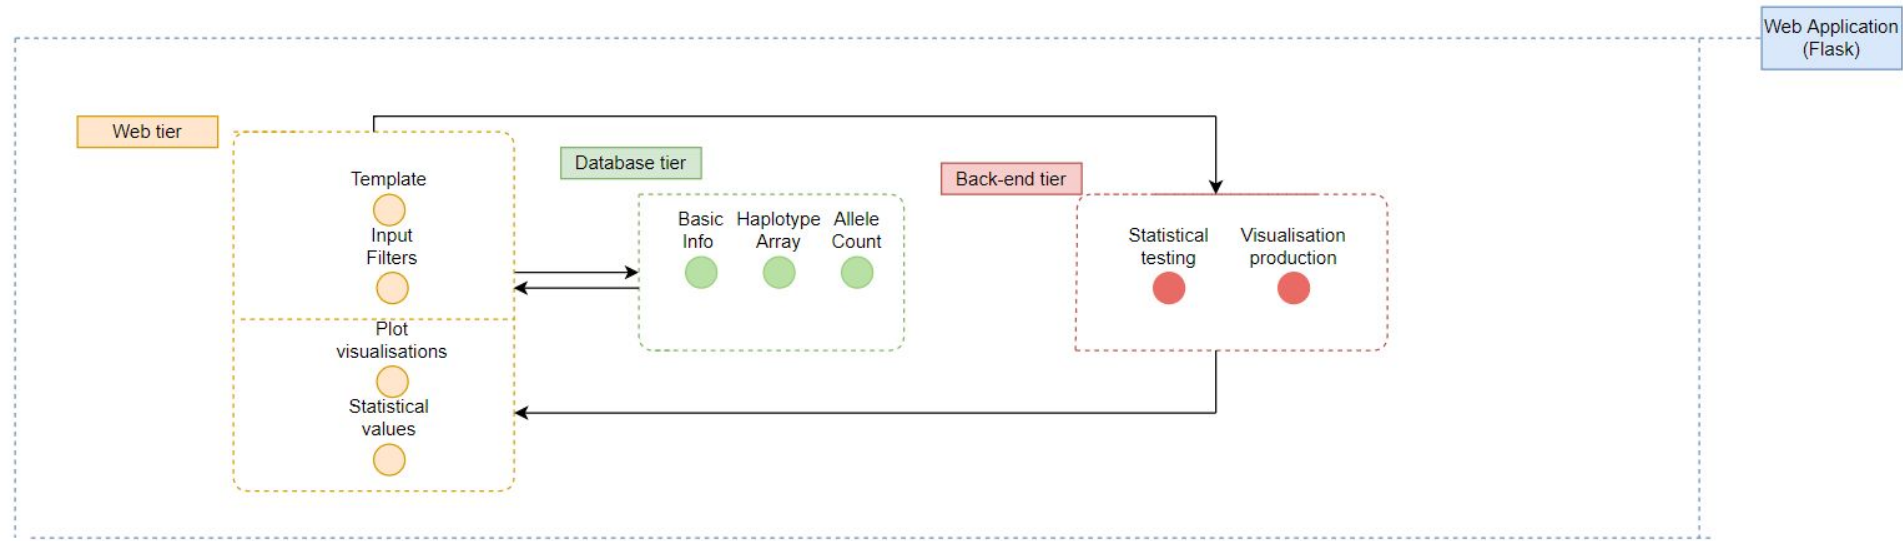 Web Application
(Flask)
Web tier
Template
Input
Filters
Plot
visualisations
Statistical
values
Database tier
Basic
Info
Haplotype
Array
Allele
Count
Back-end tier
Statistical
testing
Visualisation
production